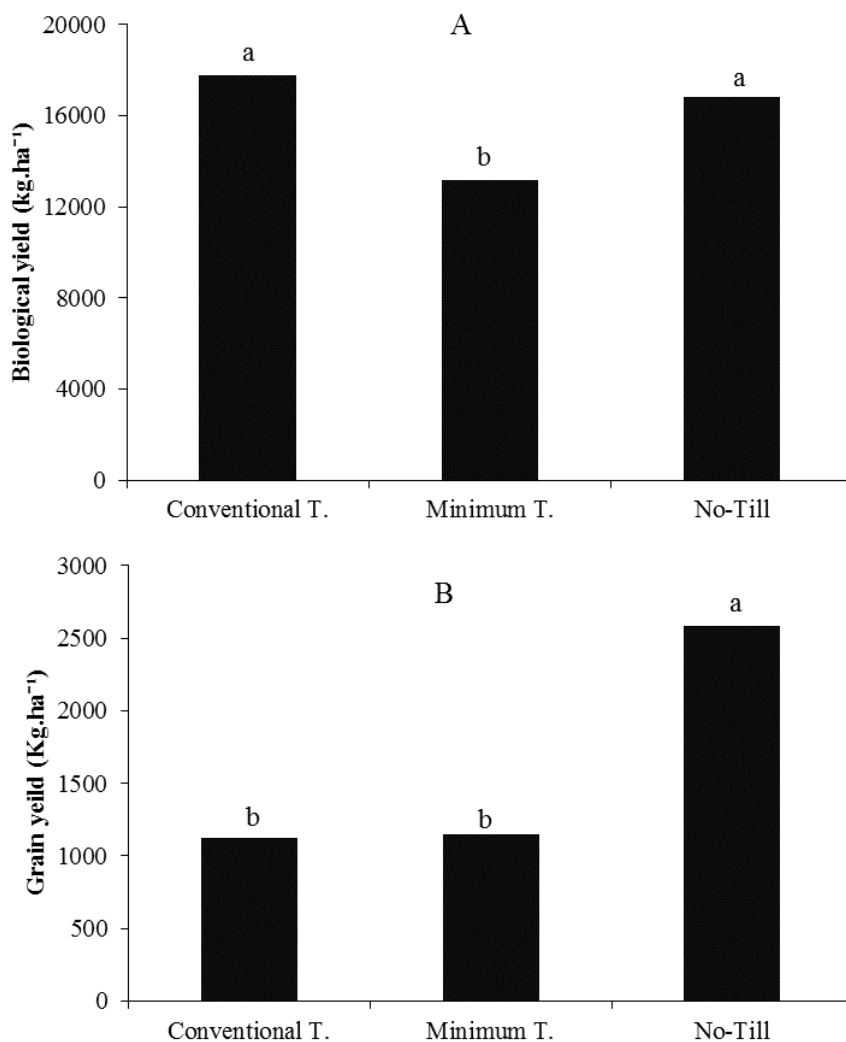 A
20000
a
a
16000
b
12000
8000
4000
0
Biological yield (kg.ha⁻¹)
Conventional T. Minimum T. No-Till
B
3000
a
2500
2000
1500
b
b
1000
500
0
Grain yeild (Kg.ha⁻¹)
Conventional T. Minimum T. No-Till